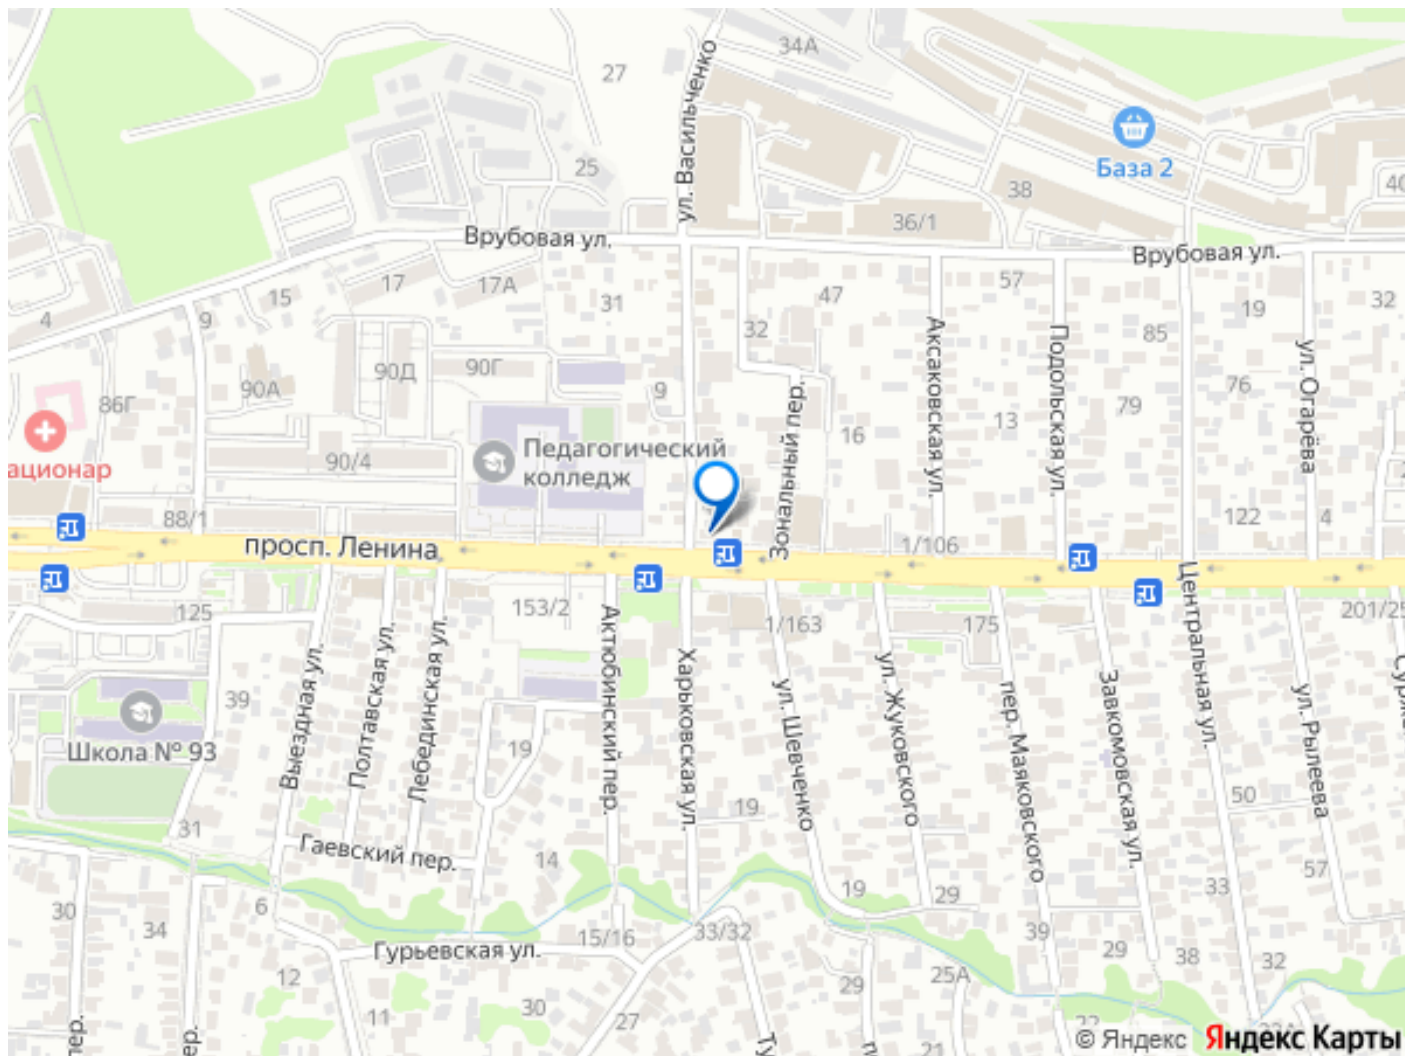 34А
27
ул. Васильченко
База 2
25
38
40
36/1
Врубовая ул.
Врубовая ул.
17
17А
15
31
57
47
19
32
4
9
32
85
Аксаковская ул.
Подольская ул.
ул. Огарёва
90Г
90Д
90А
9
86Г
76
79
13
16
Зональный пер.
Педагогический
колледж
90/4
ационар
88/1
122
4
просп. Ленина
1/106
153/2
125
1/163
175
201/25
Актюбинский пер.
Харьковская ул.
ул. Шевченко
ул. Жуковского
пер. Маяковского
Завкомовская ул.
Центральная ул.
ул. Рылеева
Выездная ул.
Полтавская ул.
Лебединская ул.
39
Школа № 93
19
19
50
31
Гаевский пер.
14
57
19
29
33
6
30
34
15/16
33/32
39
29
38
32
Гурьевская ул.
12
25А
29
30
11
27
21
22
пер.
пер.
© Яндекс Яндекс Карты